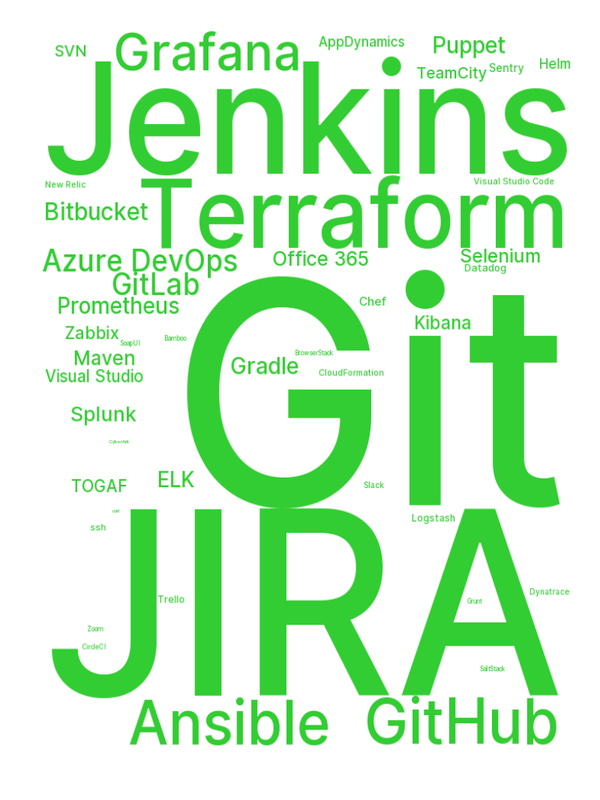 SVN
Grafana
AppDynamics
Puppet
TeamCity
Sentry
Helm
Jenkins
New Relic
Visual Studio Code
Bitbucket
Terraform
Azure DevOps
Office 365
Selenium
Datadog
GitLab
Prometheus
Chef
Kibana
Zabbix
SoapUI
Bamboo
Git
Maven
BrowserStack
Gradle
CloudFormation
Visual Studio
Splunk
TOGAF
ELK
Slack
Logstash
ssh
JIRA
Trello
Dynatrace
Grunt
Zoom
CircleCI
SaltStack
Ansible
GitHub